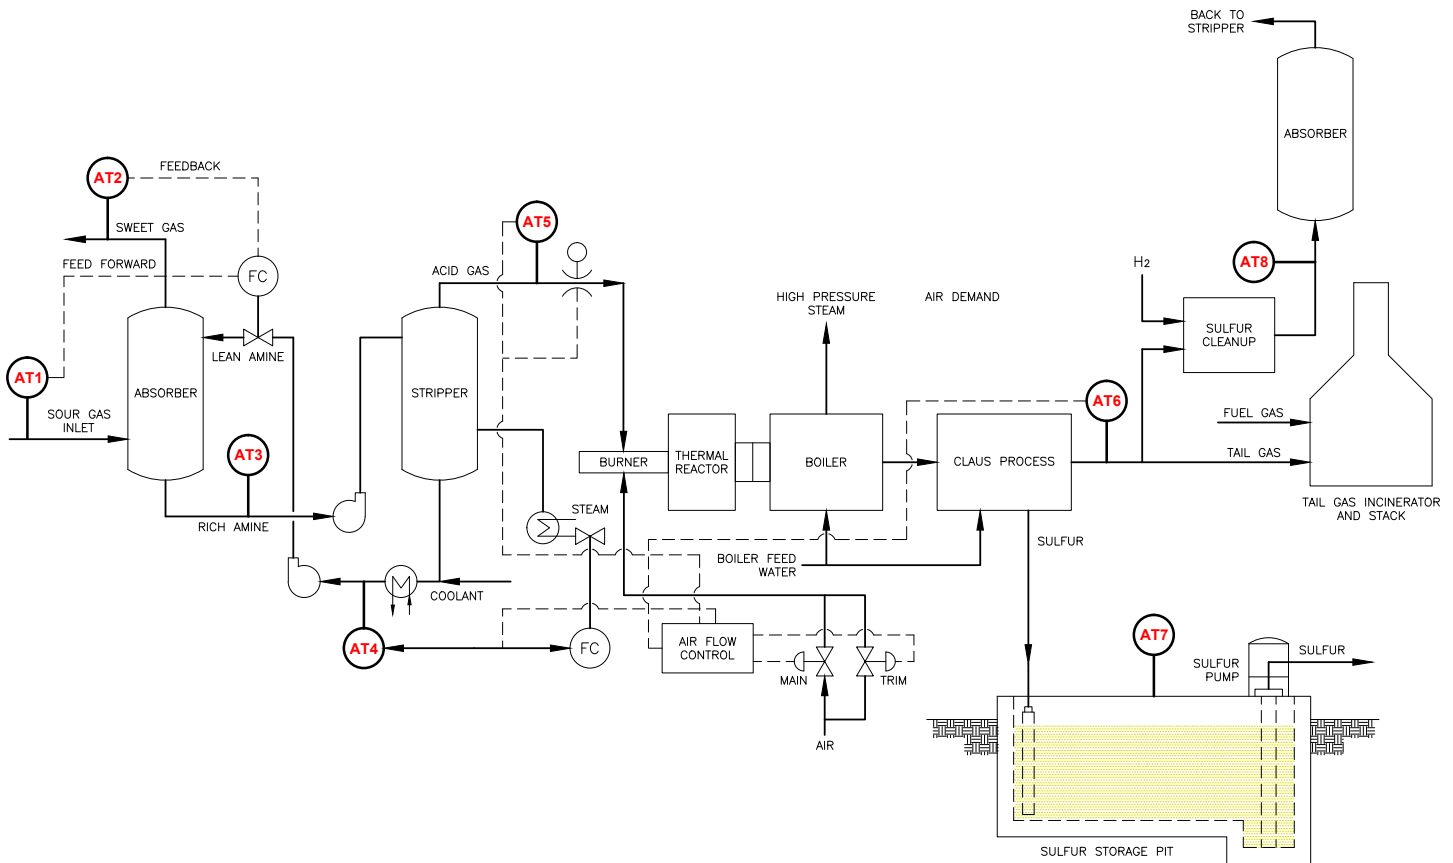 BACK TO
STRIPPER
ABSORBER
AT2
FEEDBACK
SWEET GAS
FEED FORWARD
FC
AT5
ACID GAS
AT8
H2
HIGH PRESSURE
STEAM
AIR DEMAND
SULFUR
CLEANUP
LEAN AMINE
AT1
ABSORBER
STRIPPER
SOUR GAS
INLET
AT6
FUEL GAS
AT3
RICH AMINE
BURNER
THERMAL
REACTOR
BOILER
CLAUS PROCESS
TAIL GAS
TAIL GAS INCINERATOR
AND STACK
STEAM
SULFUR
BOILER FEED
WATER
M
COOLANT
AT4
FC
AIR FLOW
CONTROL
MAIN
TRIM
AIR
AT7
SULFUR
PUMP
SULFUR
SULFUR STORAGE PIT